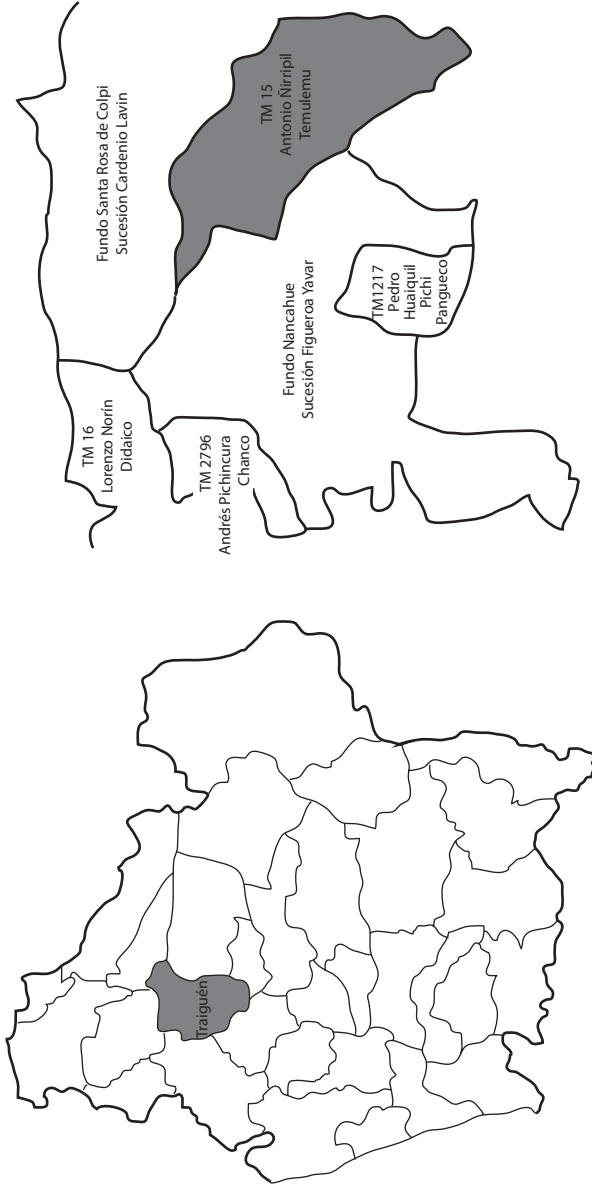 Fundo Santa Rosa de Colpi
Sucesión Cardenio Lavin
TM 15
Antonio Ñirripil
Temulemu
TM 16
Lorenzo Norín
Didaico
TM 2796
Andrés Pichincura
Chanco
Fundo Nancahue
Sucesión Figueroa Yavar
TM1217
Pedro
Huaiquil
Pichi
Pangueco
Traiguén